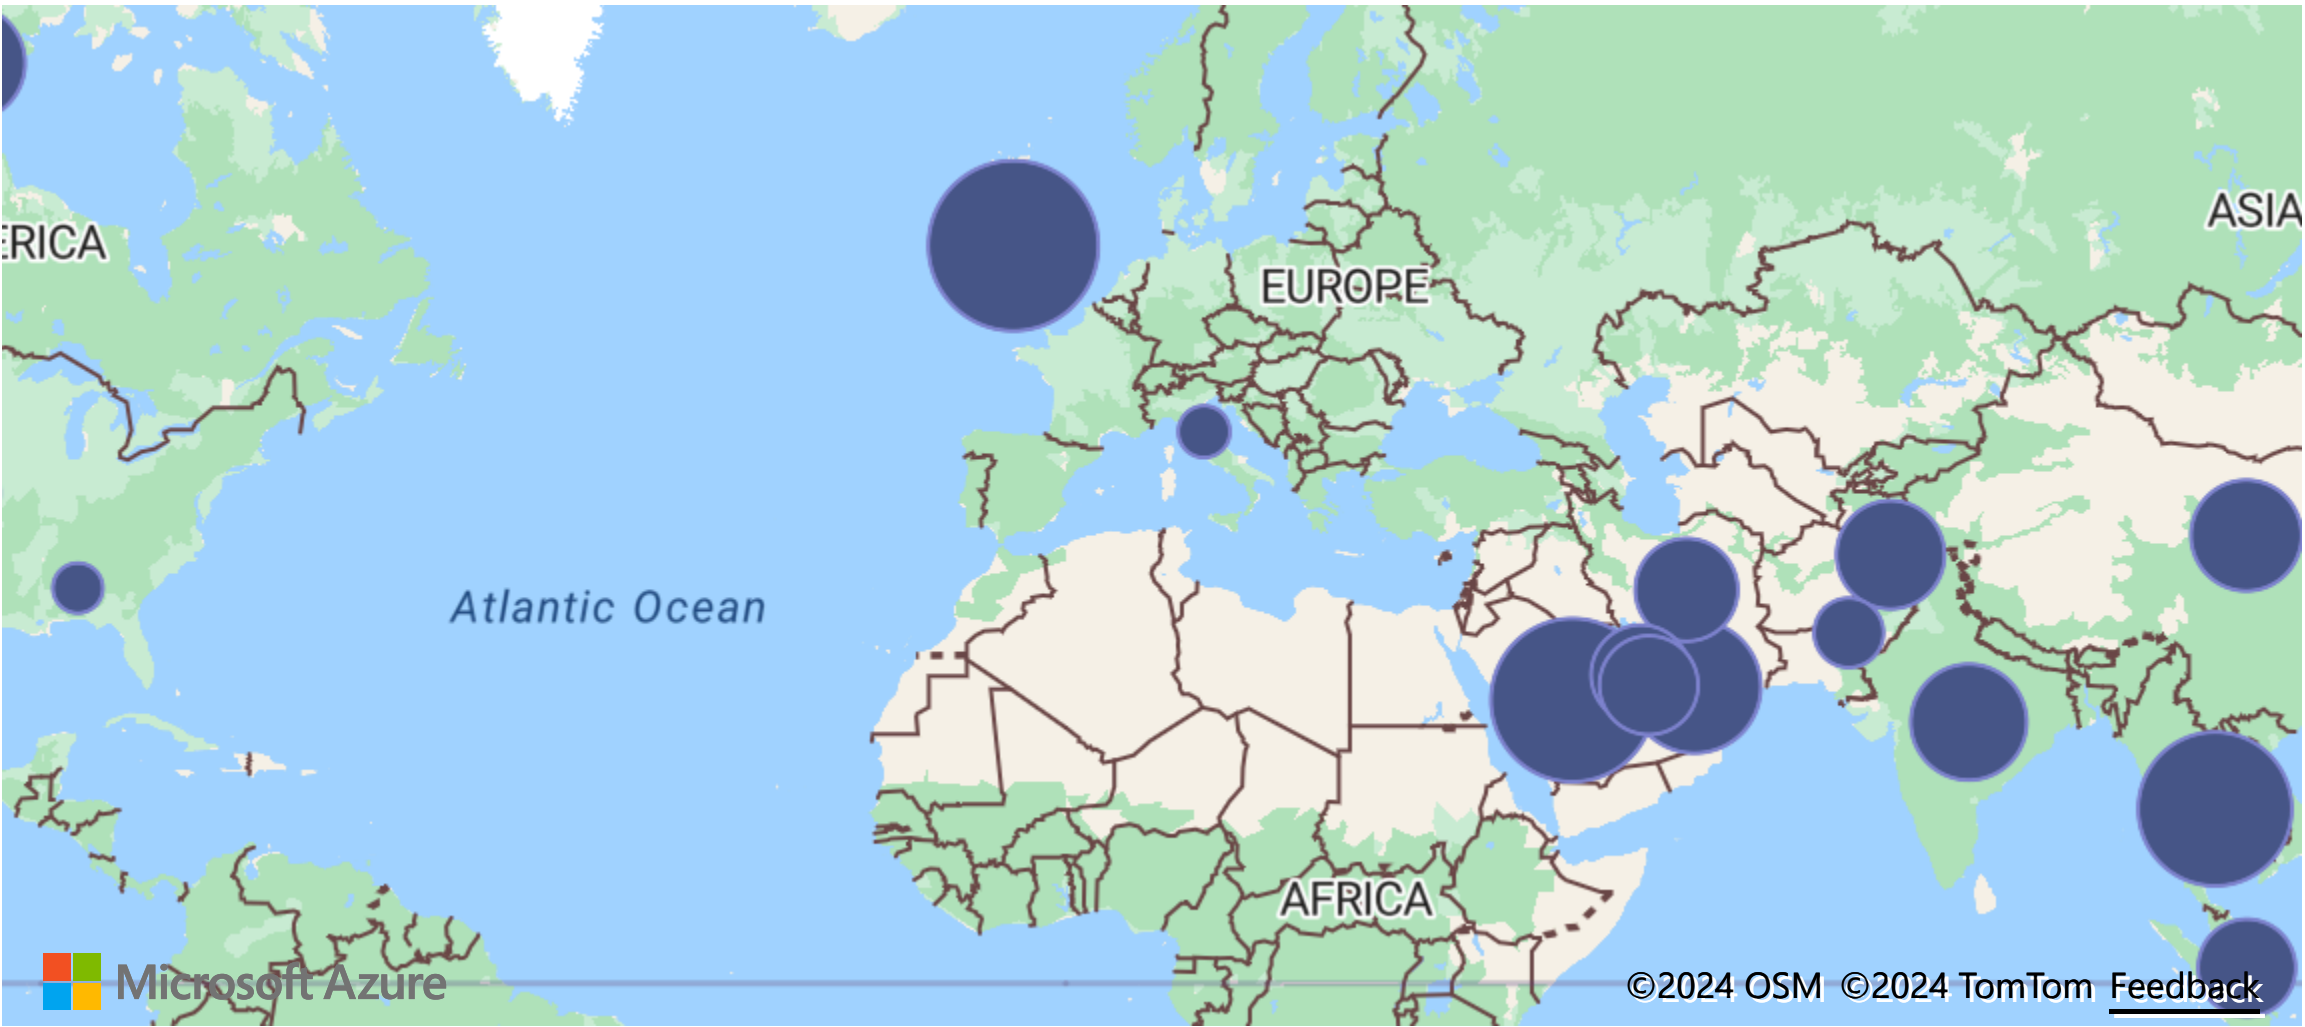 ERICA
ASIA
EUROPE
Atlantic Ocean
AFRICA
Microsoft Azure
©2024 OSM ©2024 TomTom Feedback